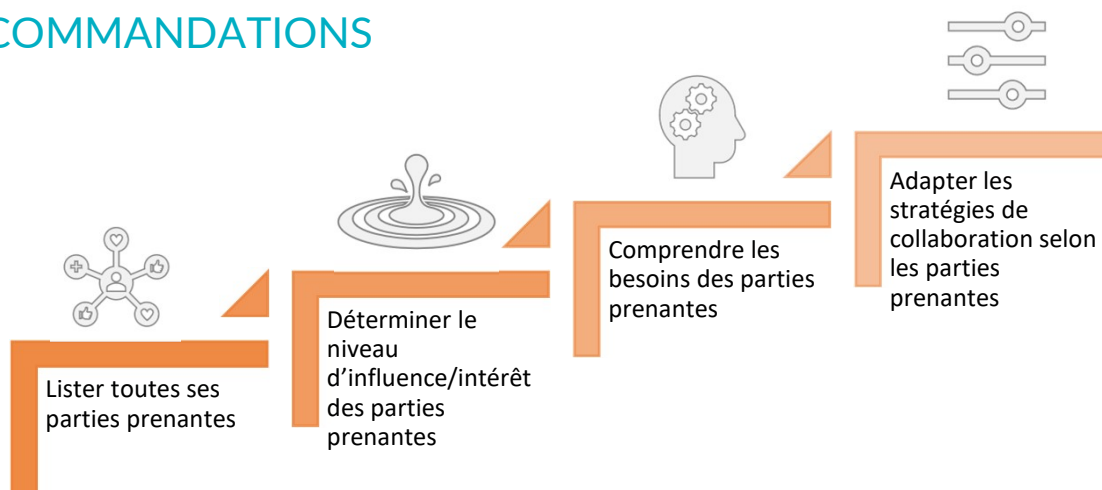 COMMANDATIONS
Lister toutes ses
parties prenantes
Déterminer le
niveau
d'influence/intérêt
des parties
prenantes
Comprendre les
besoins des parties
prenantes
Adapter les
stratégies de
collaboration selon
les parties
prenantes